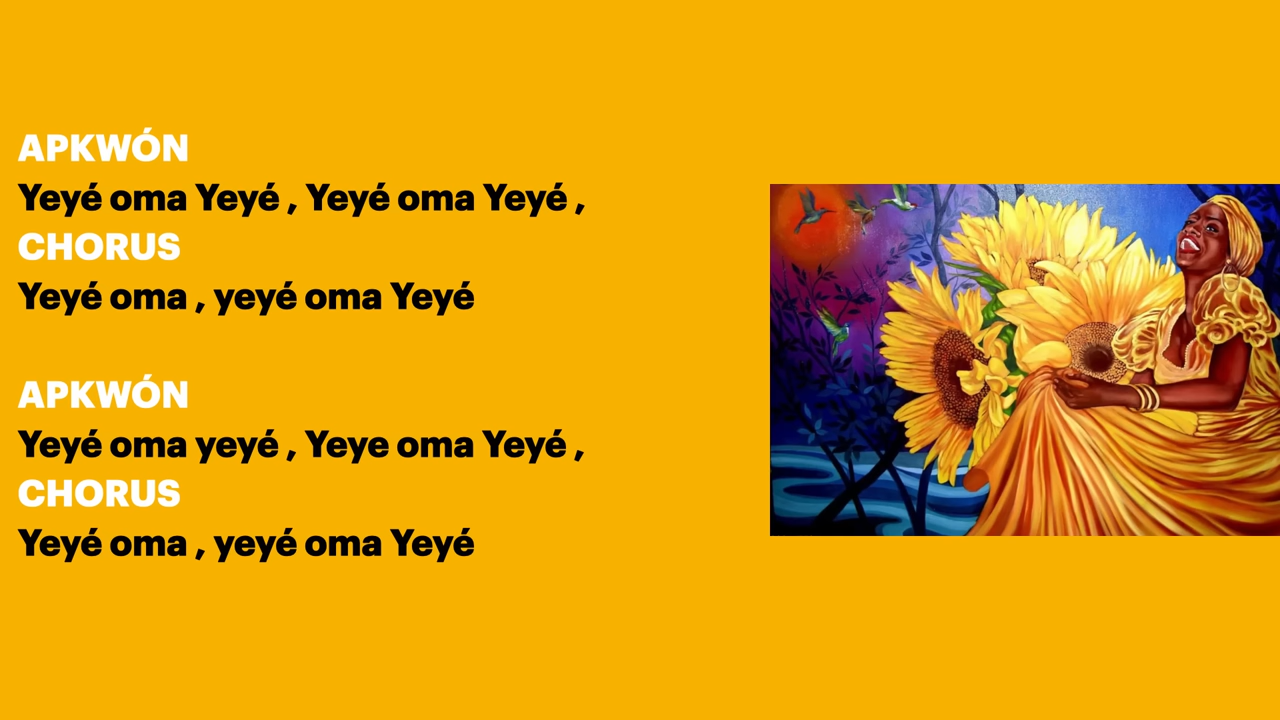 APKWÓN
Yeyé oma Yeyé , Yeyé oma Yeyé ,
CHORUS
Yeyé oma , yeyé oma Yeyé
APKWÓN
Yeyé oma yeyé , Yeye oma Yeyé ,
CHORUS
Yeyé oma , yeyé oma Yeyé